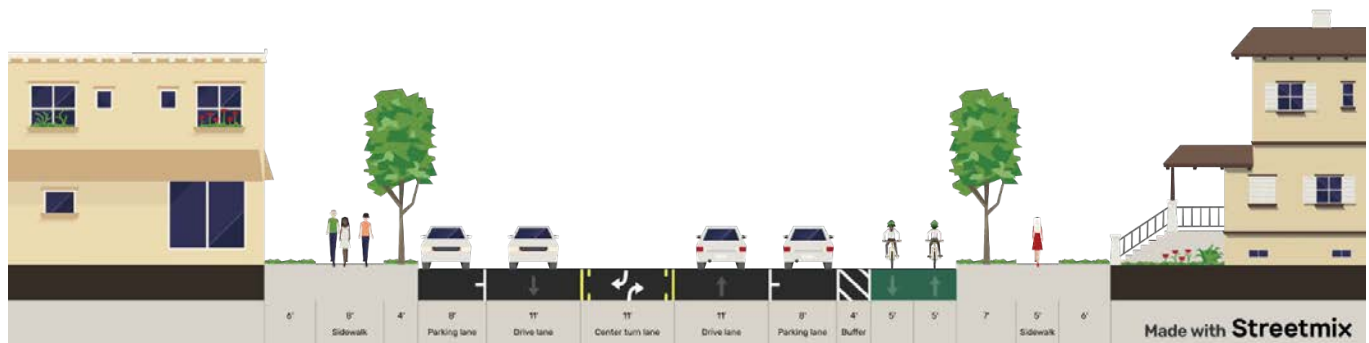 6' 8' 4' 8' 11' 11' 11' 8' 4' 5' 5' 7' 5' 6'
Sidewalk Parking lane Drive lane Center turn lane Drive lane Parking lane Buffer Sidewalk
Made with Streetmix